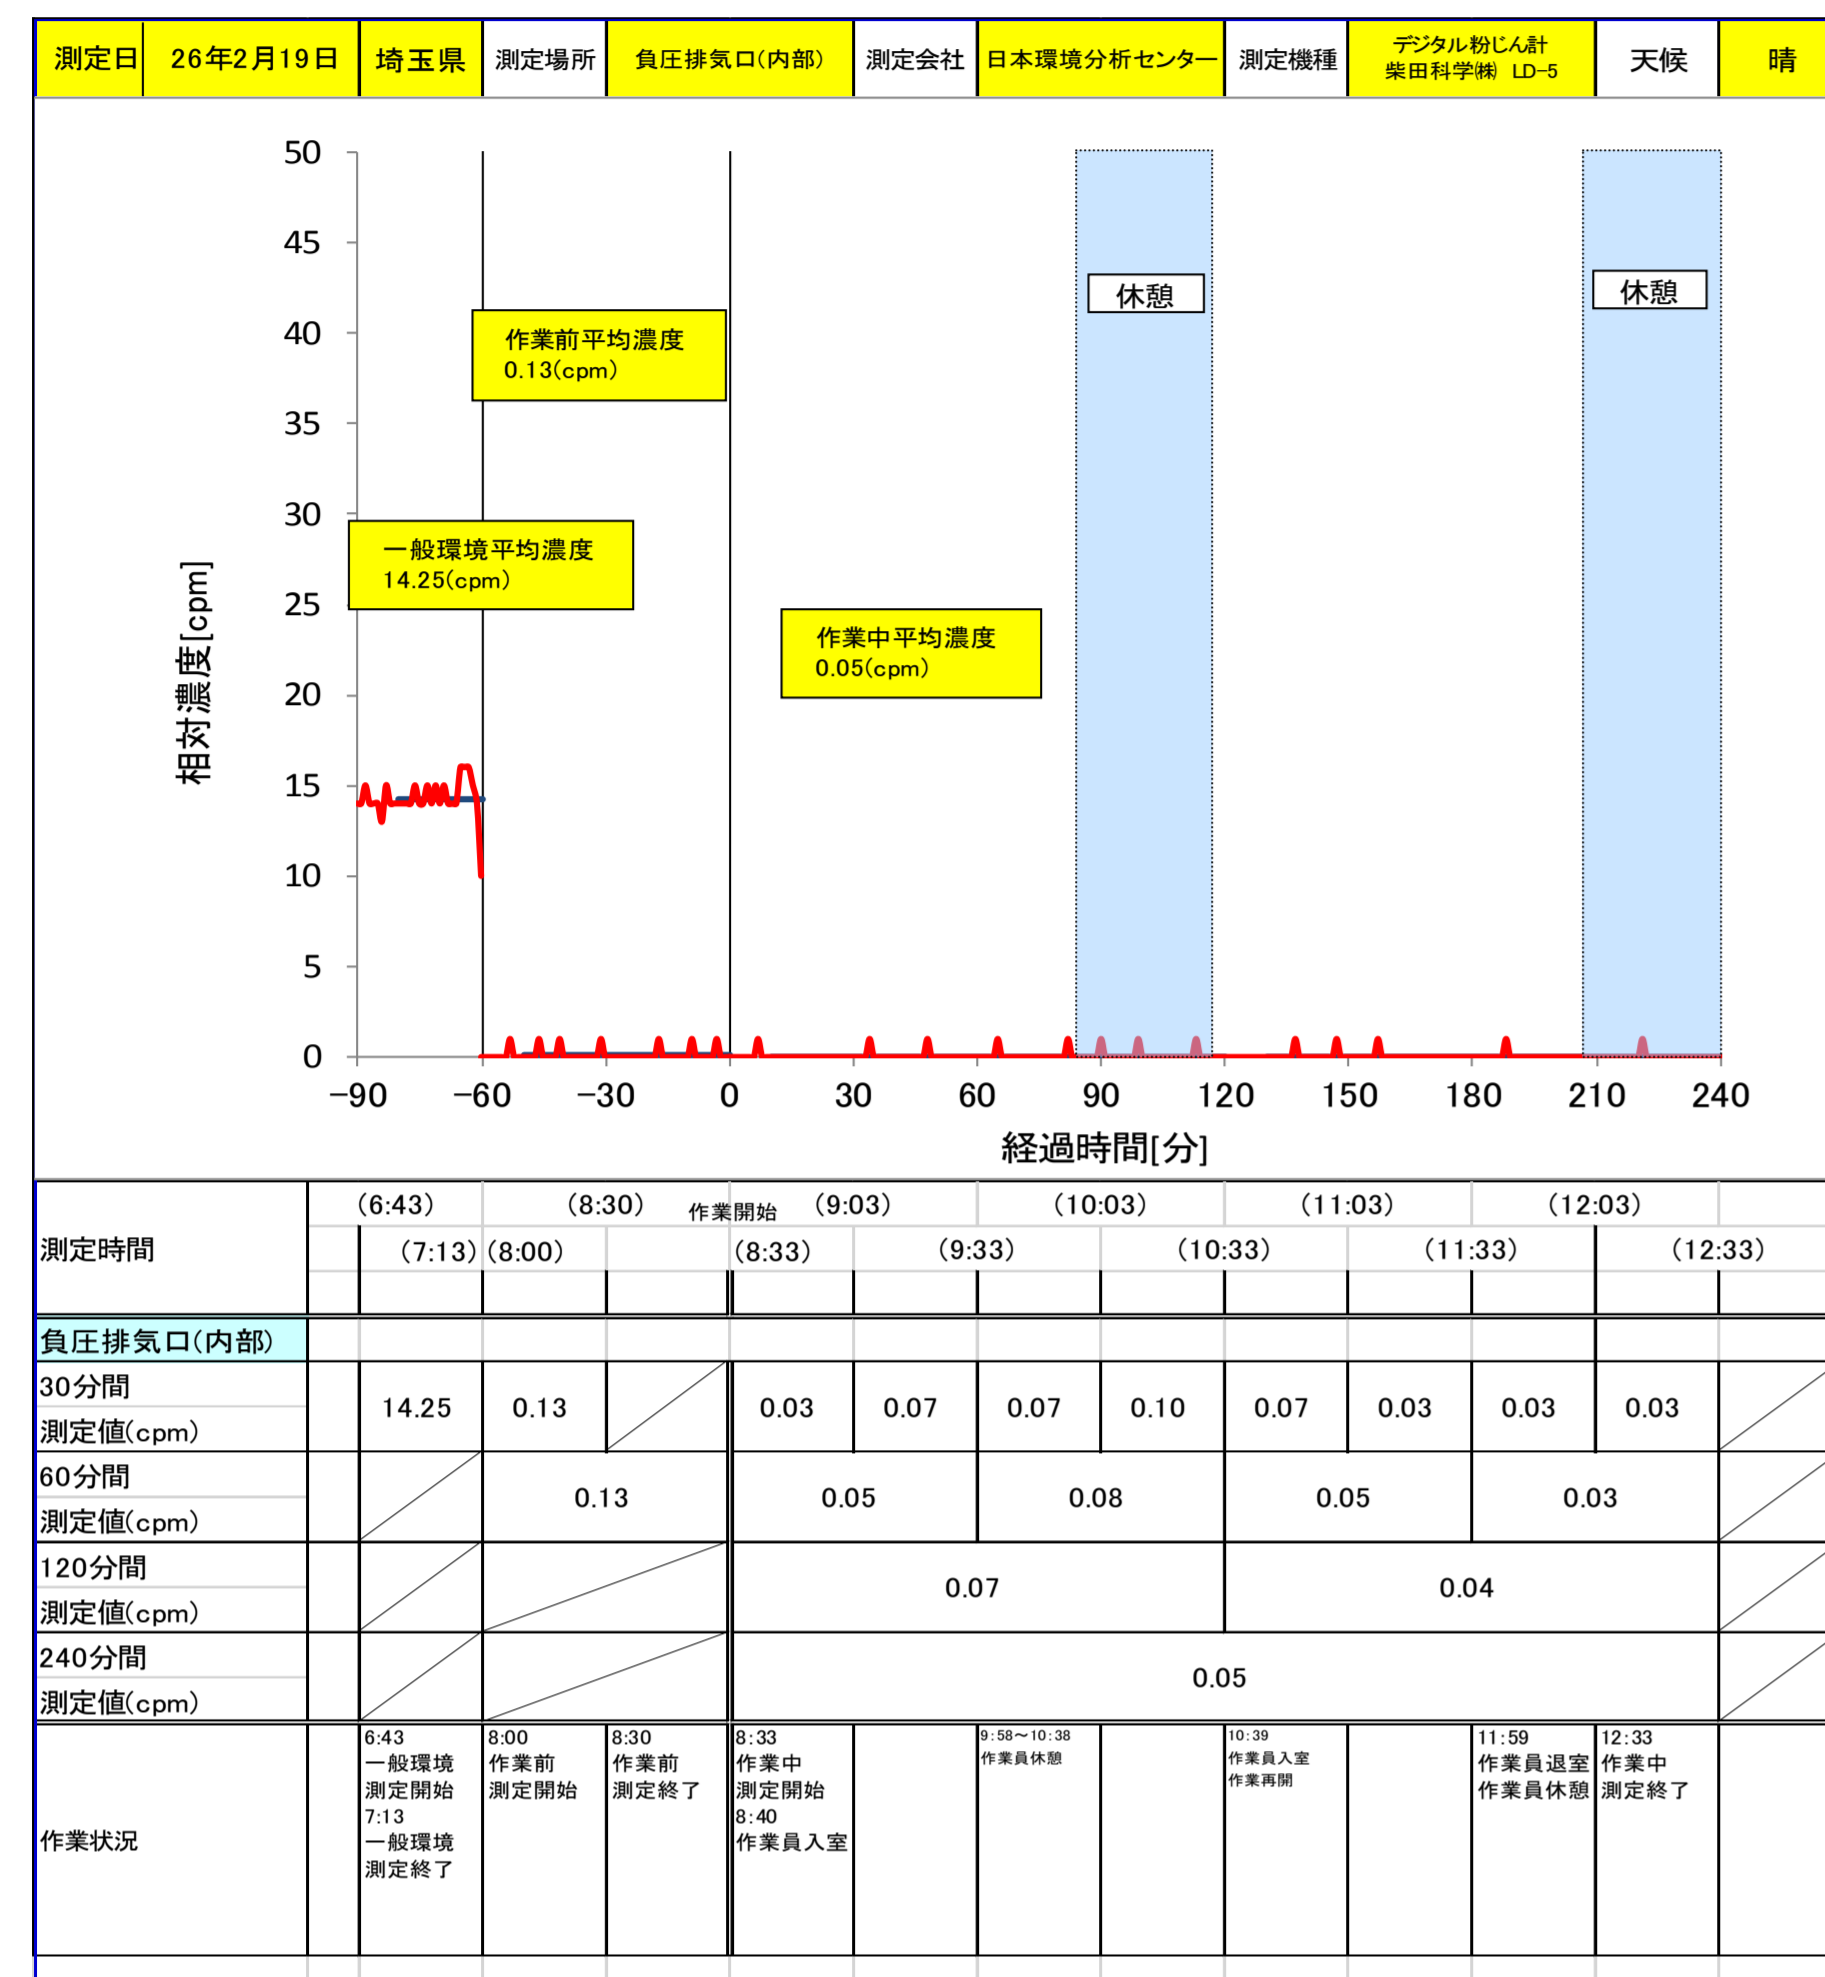 測定日 26年2月19日 埼玉県 測定場所 負圧排気口(内部) 測定会社 日本環境分析センター 測定機種 デジタル粉じん計 天候 晴
柴田科学㈱ LD-5
50
45
40
35
30
25
20
15
10
5
0
相対濃度[cpm]
休憩
休憩
作業前平均濃度
0.13(cpm)
一般環境平均濃度
14.25(cpm)
作業中平均濃度
0.05(cpm)
-90 -60 -30 0 30 60 90 120 150 180 210 240
経過時間[分]
測定時間
(6:43) (8:30) 作業開始 (9:03) (10:03) (11:03) (12:03)
(7:13) (8:00) (8:33) (9:33) (10:33) (11:33) (12:33)
負圧排気口(内部)
30分間
測定値(cpm)
14.25 0.13 0.03 0.07 0.07 0.10 0.07 0.03 0.03 0.03
60分間
測定値(cpm)
0.13 0.05 0.08 0.05 0.03
120分間
測定値(cpm)
0.07 0.04
240分間
測定値(cpm)
0.05
作業状況
6:43
一般環境
測定開始
7:13
一般環境
測定終了
8:00
作業前
測定開始
8:30
作業前
測定終了
8:33
作業中
測定開始
8:40
作業員入室
9:58~10:38
作業員休憩
10:39
作業員入室
作業再開
11:59
作業員退室
作業員休憩
12:33
作業中
測定終了